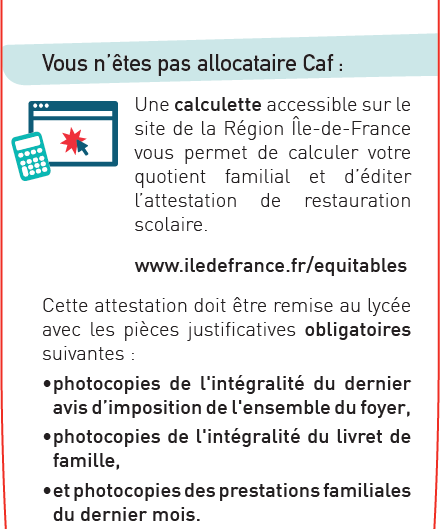 Vous n’êtes pas allocataire Caf :
Une calculette accessible sur le
site de la Région Île-de-France
vous permet de calculer votre
quotient familial et d’éditer
l’attestation de restauration
scolaire.
www.iledefrance.fr/equitables
Cette attestation doit être remise au lycée
avec les pièces justificatives obligatoires
suivantes :
•photocopies de l'intégralité du dernier
avis d’imposition de l'ensemble du foyer,
•photocopies de l'intégralité du livret de
famille,
•et photocopies des prestations familiales
du dernier mois.